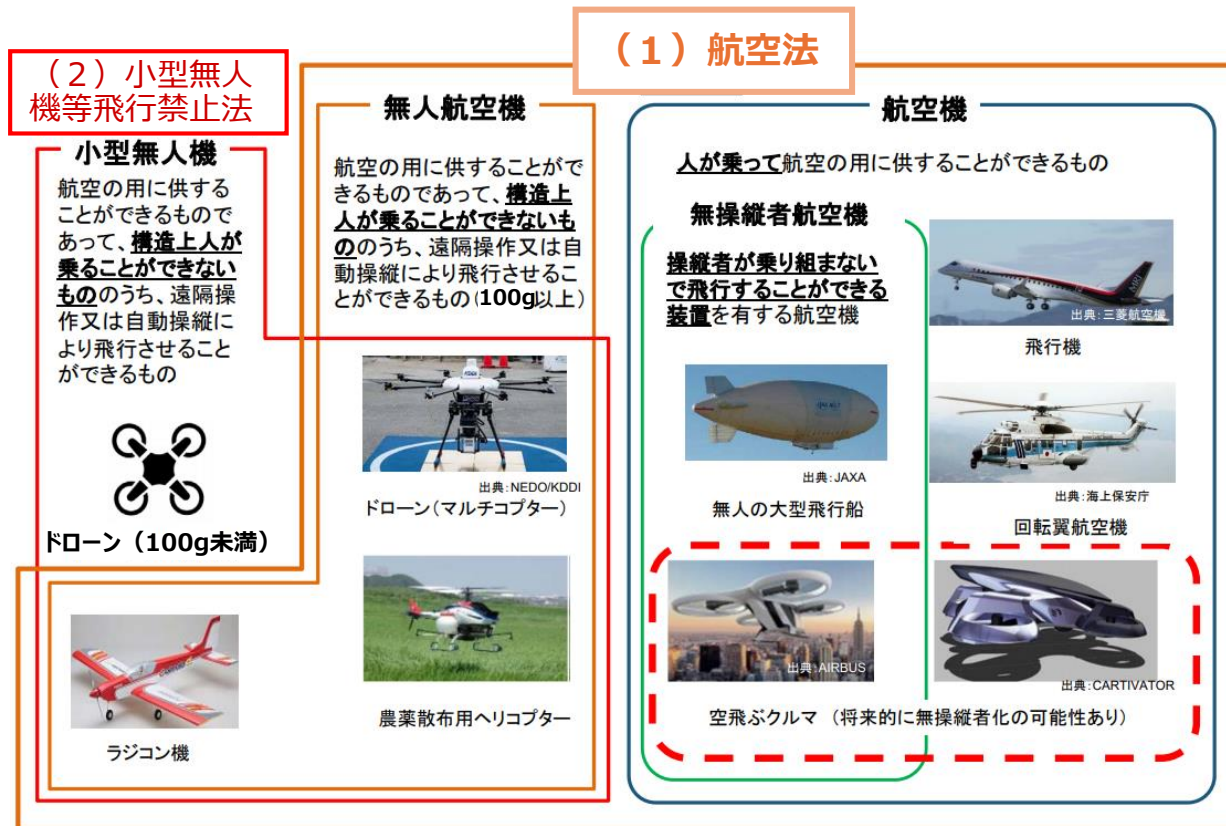 （1）航空法
（２）小型無人
機等飛行禁止法
小型無人機
航空の用に供する
ことができるもので
あって、構造上人が
乗ることができない
もののうち、遠隔操
作又は自動操縦に
より飛行させること
ができるもの
ドローン（100g未満）
ラジコン機
無人航空機
航空の用に供することがで
きるものであって、構造上
人が乗ることができないも
ののうち、遠隔操作又は自
動操縦により飛行させるこ
とができるもの（100g以上）
出典：NEDO/KDDI
ドローン（マルチコプター）
農薬散布用ヘリコプター
航空機
人が乗って航空の用に供することができるもの
無操縦者航空機
操縦者が乗り組まない
で飛行することができる
装置を有する航空機
出典：三菱航空機
飛行機
出典：JAXA
無人の大型飛行船
出典：海上保安庁
回転翼航空機
出典：AIRBUS
出典：CARTIVATOR
空飛ぶクルマ （将来的に無操縦者化の可能性あり）